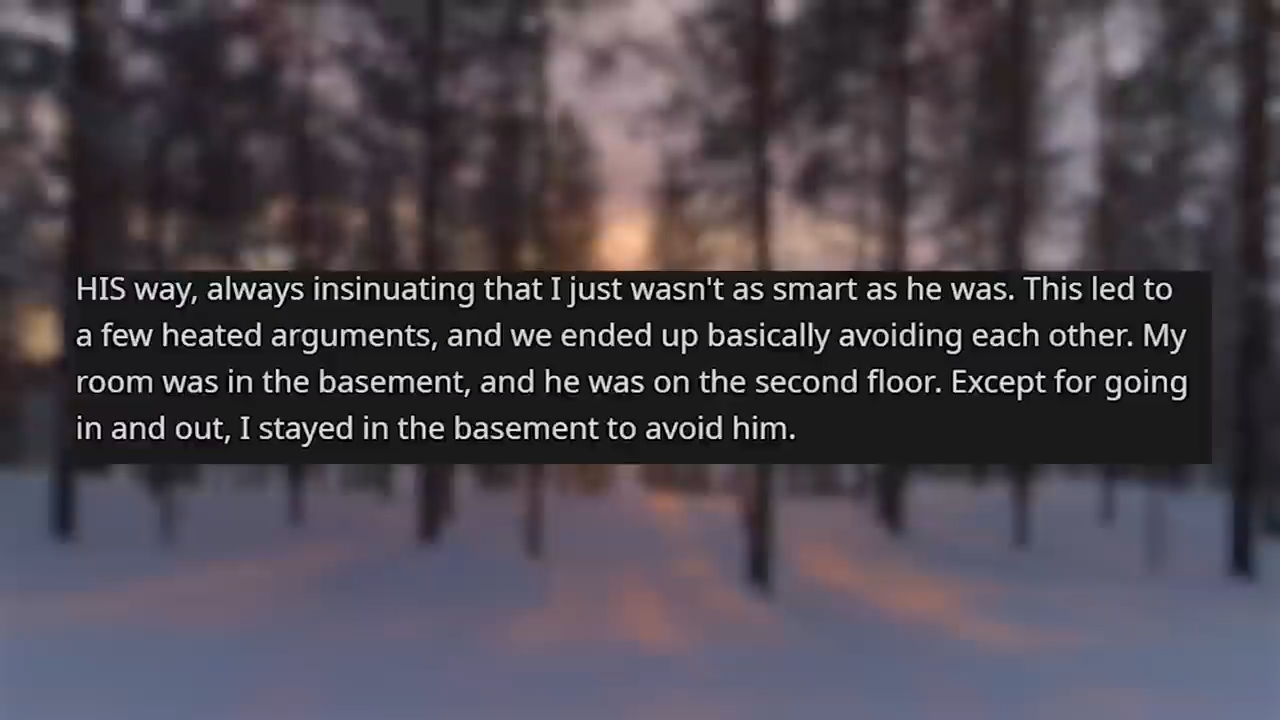 HIS way, always insinuating that I just wasn't as smart as he was. This led to
a few heated arguments, and we ended up basically avoiding each other. My
room was in the basement, and he was on the second floor. Except for going
in and out, I stayed in the basement to avoid him.